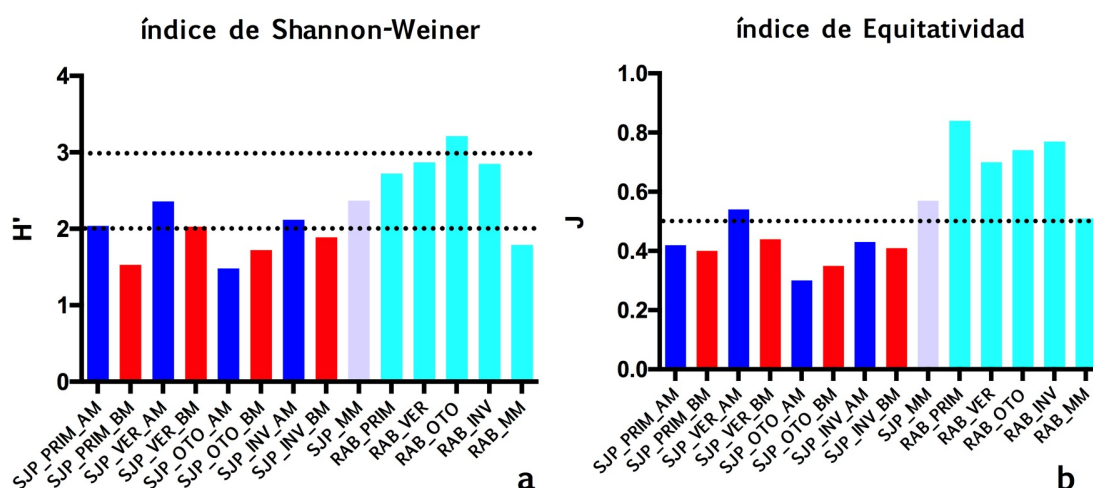 índice de Shannon-Weiner
4
3
2
1
0
H'
SJP_PRIM_AM
SJP_PRIM_BM
SJP_VER_AM
SJP_VER_BM
SJP_OTO_AM
SJP_OTO_BM
SJP_INV_AM
SJP_INV_BM
SJP_MM
RAB_PRIM
RAB_VER
RAB_OTO
RAB_INV
RAB_MM
a
índice de Equitatividad
1.0
0.8
0.6
0.4
0.2
0.0
J
SJP_PRIM_AM
SJP_PRIM_BM
SJP_VER_AM
SJP_VER_BM
SJP_OTO_AM
SJP_OTO_BM
SJP_INV_AM
SJP_INV_BM
SJP_MM
RAB_PRIM
RAB_VER
RAB_OTO
RAB_INV
RAB_MM
b